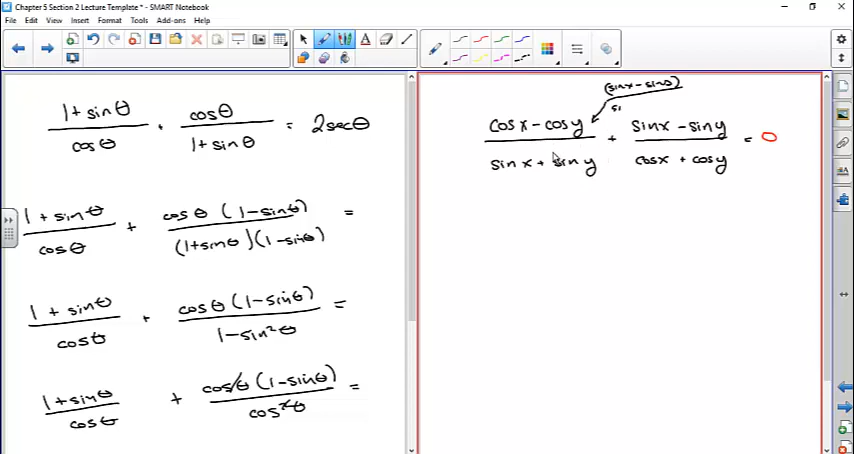 Chapter 5 Section 2 Lecture Template * - SMART Notebook
File Edit View Insert Format Tools Add-ons Help
1 + sinθ / cosθ + cosθ / 1 + sinθ = 2secθ
1 + sinθ / cosθ + cosθ (1 - sinθ) / (1+sinθ)(1-sinθ) =
1 + sinθ / cosθ + cosθ (1 - sinθ) / 1 - sin²θ =
1 + sinθ / cosθ + cosθ (1 - sinθ) / cos²θ =
si
cosx - cosy / sinx + siny + sinx - siny / cosx + cosy = 0